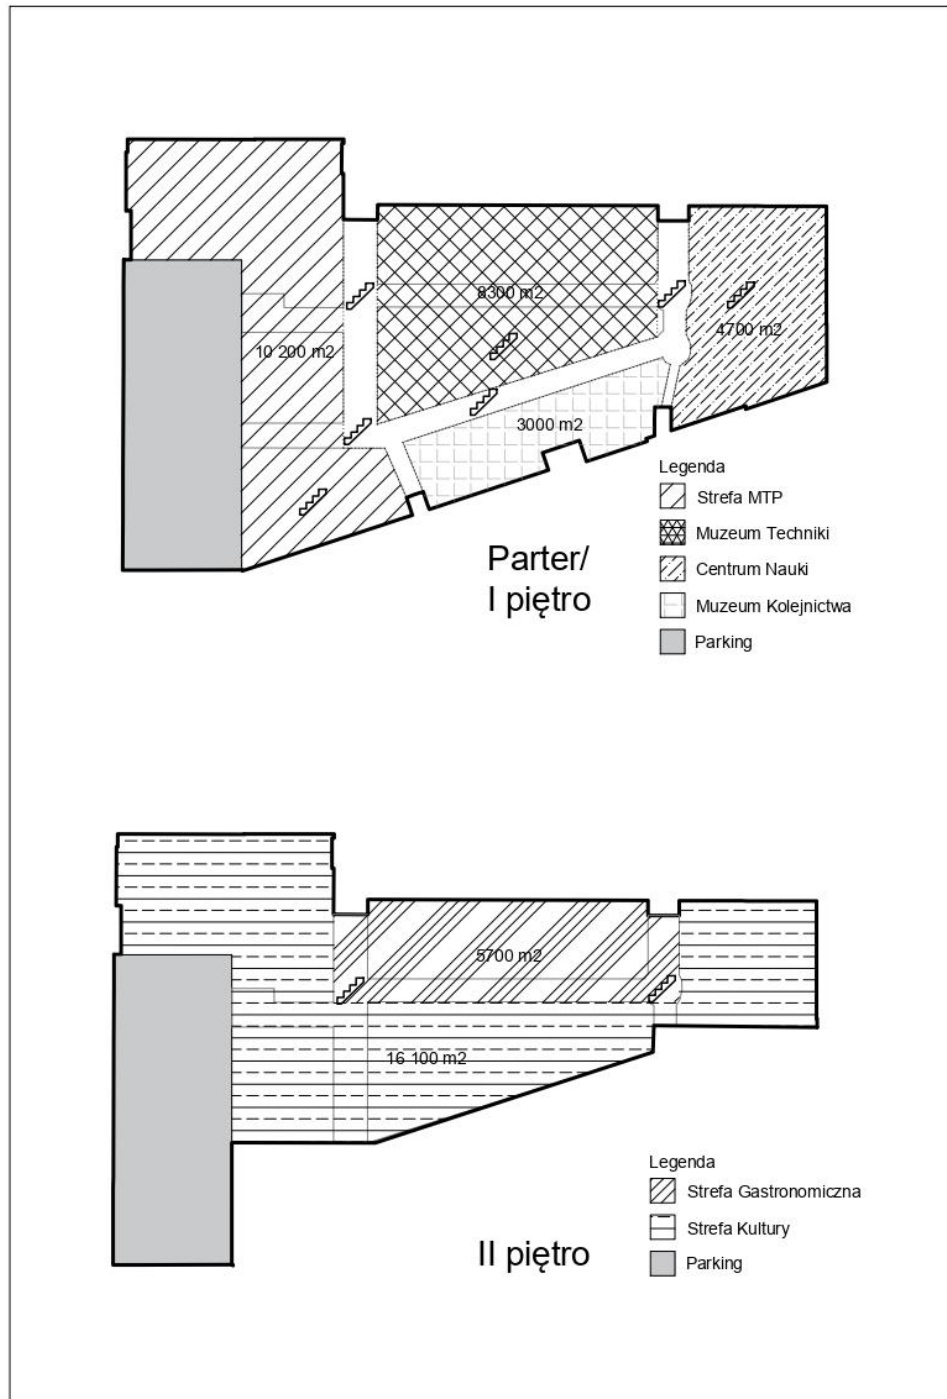 8300 m2
4700 m2
10 200 m2
3000 m2
Legenda
Strefa MTP
Muzeum Techniki
Centrum Nauki
Muzeum Kolejnictwa
Parking
Parter/
I piętro
5700 m2
16 100 m2
Legenda
Strefa Gastronomiczna
Strefa Kultury
Parking
II piętro